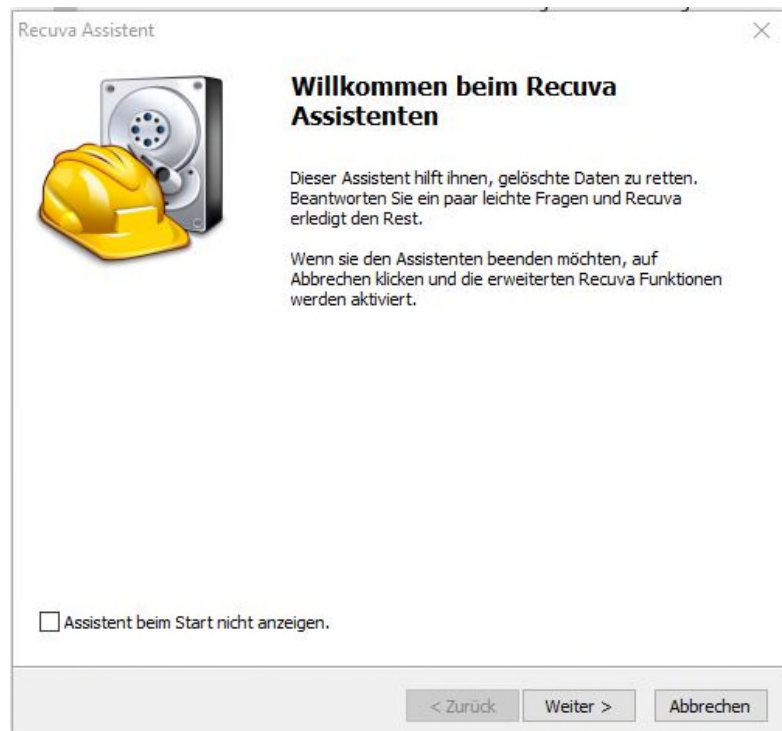 Recuva Assistent
Willkommen beim Recuva
Assistenten
Dieser Assistent hilft ihnen, gelöschte Daten zu retten.
Beantworten Sie ein paar leichte Fragen und Recuva
erledigt den Rest.
Wenn sie den Assistenten beenden möchten, auf
Abbrechen klicken und die erweiterten Recuva Funktionen
werden aktiviert.
Assistent beim Start nicht anzeigen.
< Zurück Weiter > Abbrechen